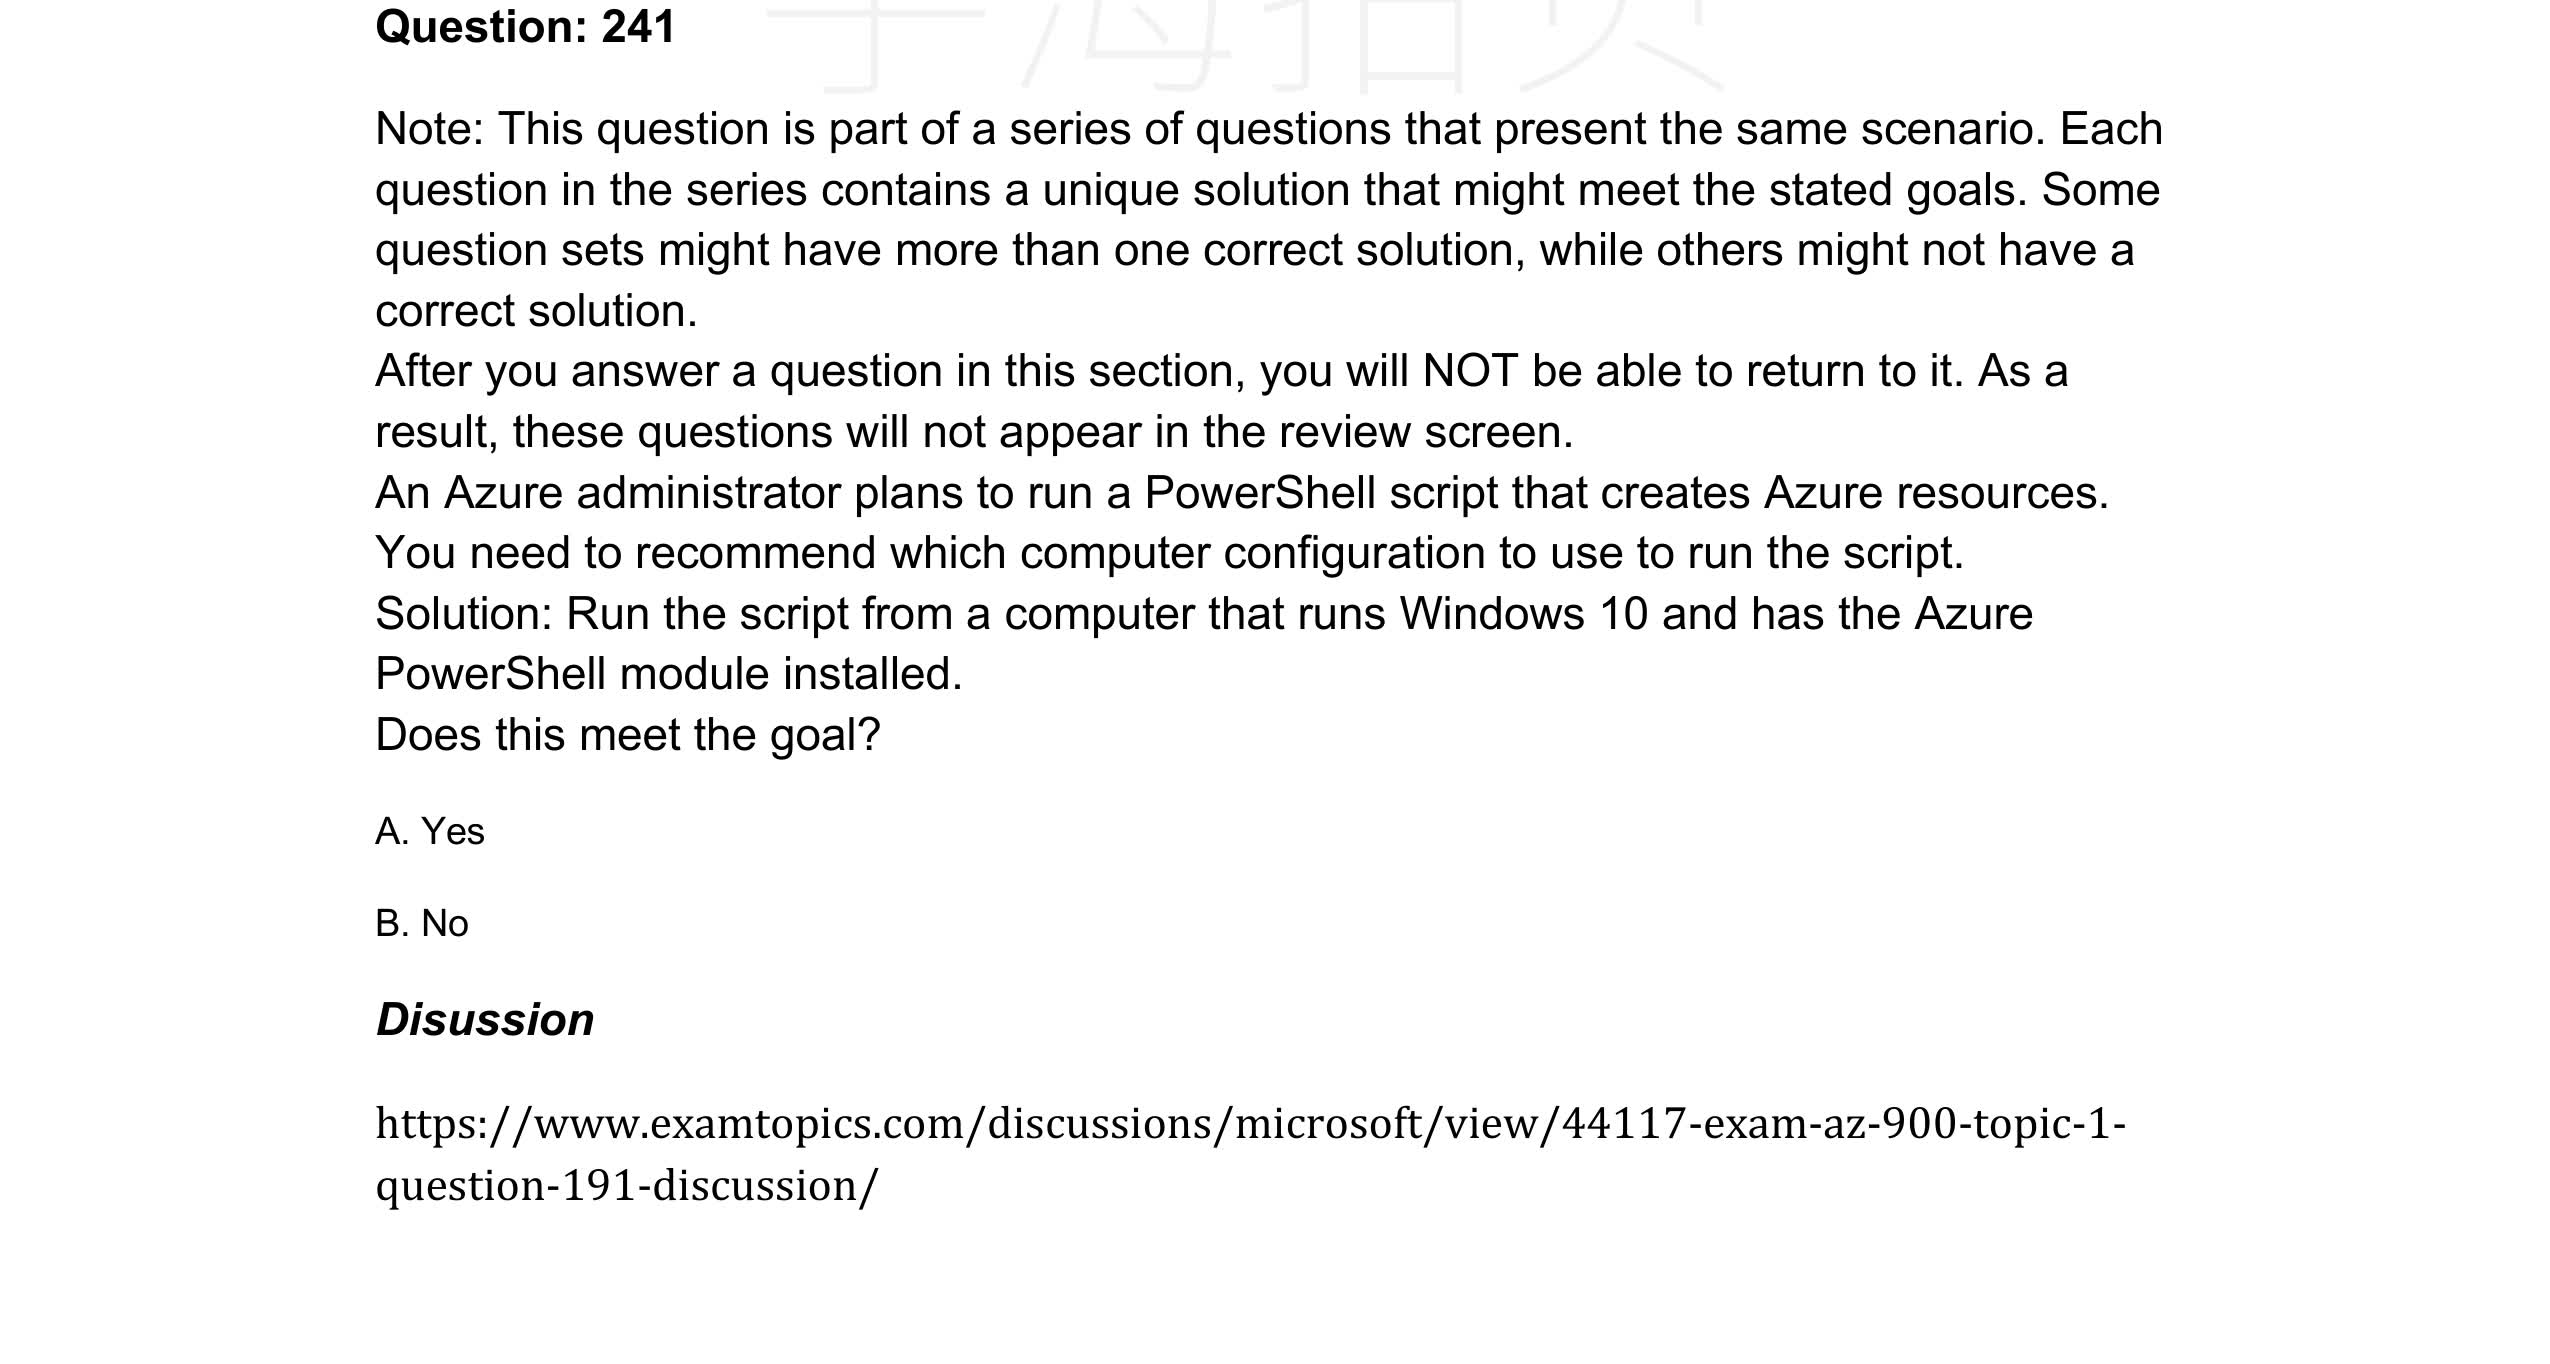 Question: 241
Note: This question is part of a series of questions that present the same scenario. Each
question in the series contains a unique solution that might meet the stated goals. Some
question sets might have more than one correct solution, while others might not have a
correct solution.
After you answer a question in this section, you will NOT be able to return to it. As a
result, these questions will not appear in the review screen.
An Azure administrator plans to run a PowerShell script that creates Azure resources.
You need to recommend which computer configuration to use to run the script.
Solution: Run the script from a computer that runs Windows 10 and has the Azure
PowerShell module installed.
Does this meet the goal?
A. Yes
B. No
Disussion
https://www.examtopics.com/discussions/microsoft/view/44117-exam-az-900-topic-1-
question-191-discussion/